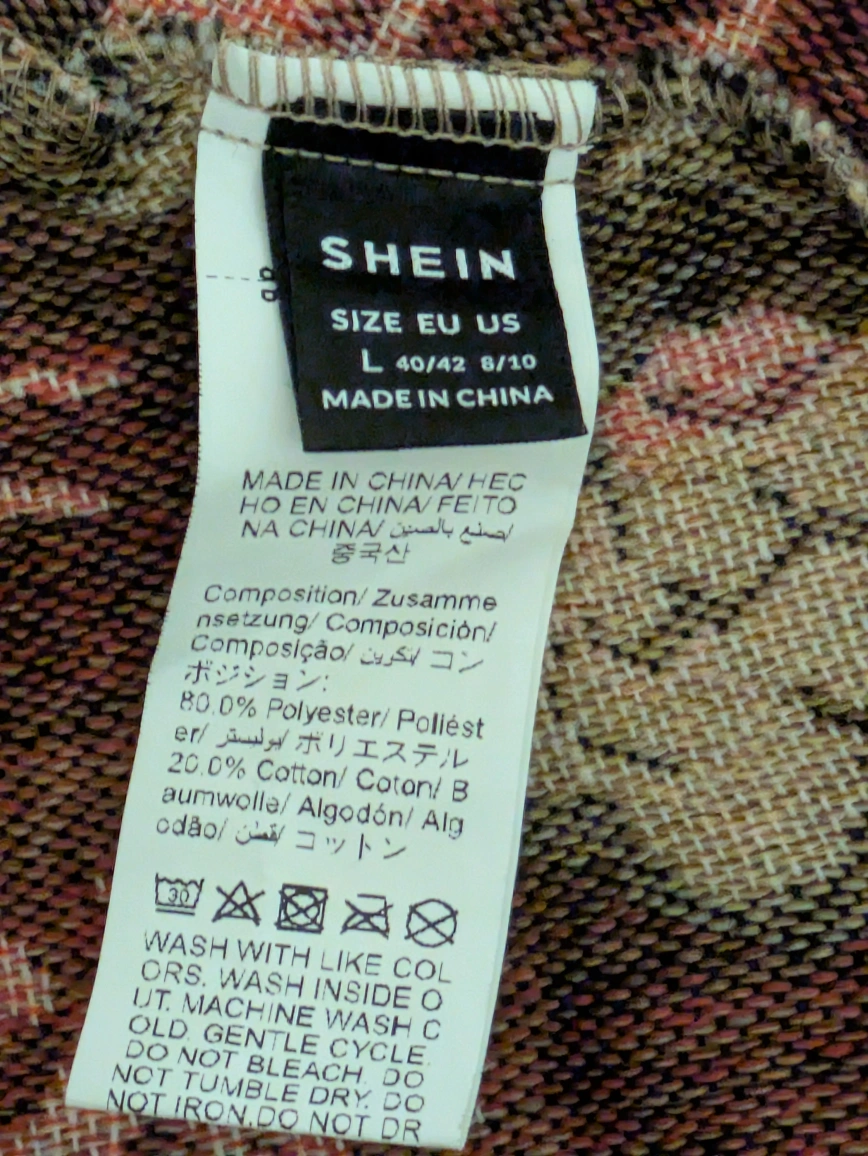 SHEIN
SIZE EU US
L 40/42 8/10
MADE IN CHINA
MADE IN CHINA/ HEC
HO EN CHINA/ FEITO
NA CHINA/ صنع بالصين/
중국산
Composition/ Zusamme
nsetzung/ Composición/
Composição/ تكوين/ コン
ポジション:
80.0% Polyester/ Poliést
er/ بوليستر/ ポリエステル
20.0% Cotton/ Coton/ B
aumwolle/ Algodón/ Alg
odão/ قطن/ コットン
30
WASH WITH LIKE COL
ORS. WASH INSIDE O
UT. MACHINE WASH C
OLD. GENTLE CYCLE.
DO NOT BLEACH. DO
NOT TUMBLE DRY. DO
NOT IRON.DO NOT DR